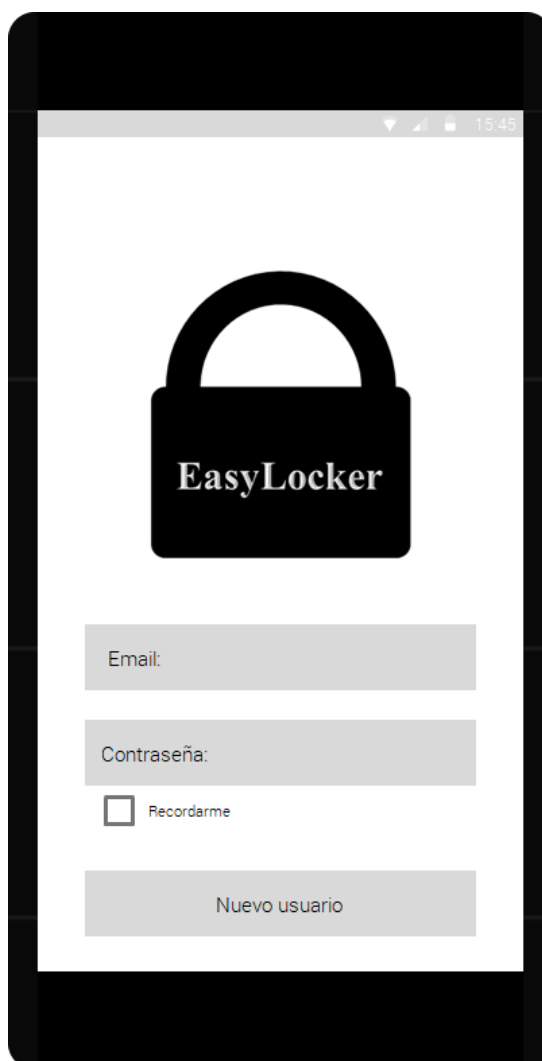 15:45
EasyLocker
Email:
Contraseña:
Recordarme
Nuevo usuario